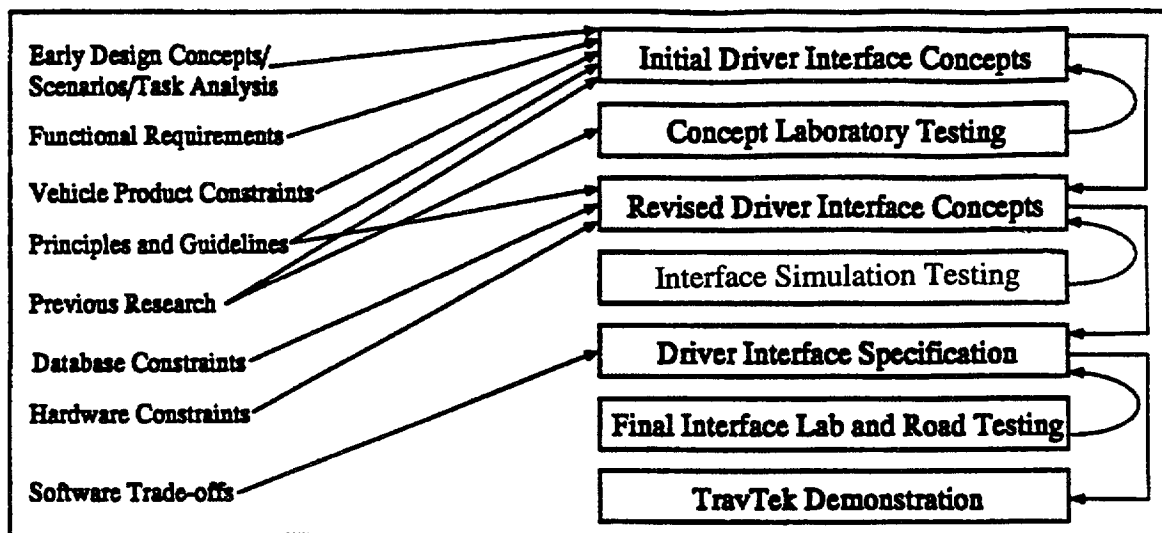 Early Design Concepts/
Scenarios/Task Analysis
Functional Requirements
Vehicle Product Constraints
Principles and Guidelines
Previous Research
Database Constraints
Hardware Constraints
Software Trade-offs
Initial Driver Interface Concepts
Concept Laboratory Testing
Revised Driver Interface Concepts
Interface Simulation Testing
Driver Interface Specification
Final Interface Lab and Road Testing
TravTek Demonstration